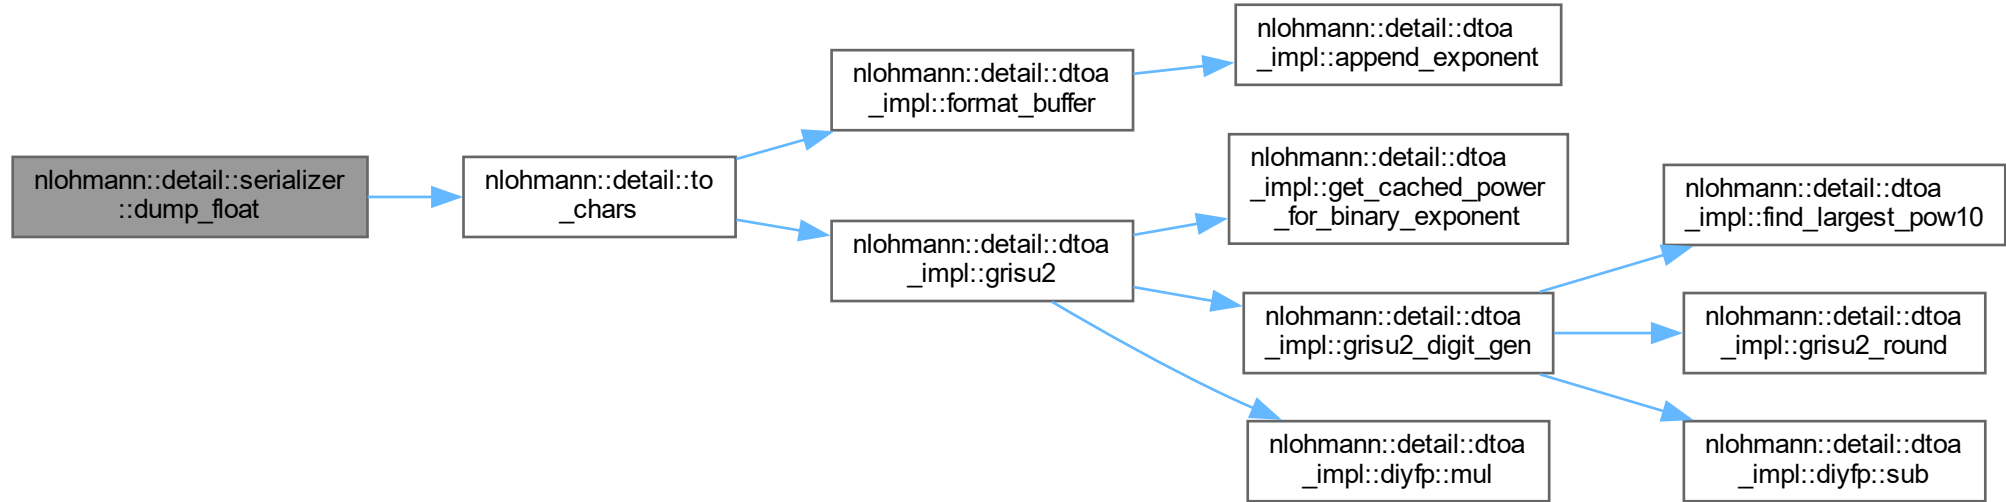 nlohmann::detail::serializer
::dump_float
nlohmann::detail::to
_chars
nlohmann::detail::dtoa
_impl::format_buffer
nlohmann::detail::dtoa
_impl::append_exponent
nlohmann::detail::dtoa
_impl::grisu2
nlohmann::detail::dtoa
_impl::get_cached_power
_for_binary_exponent
nlohmann::detail::dtoa
_impl::grisu2_digit_gen
nlohmann::detail::dtoa
_impl::find_largest_pow10
nlohmann::detail::dtoa
_impl::grisu2_round
nlohmann::detail::dtoa
_impl::diyfp::sub
nlohmann::detail::dtoa
_impl::diyfp::mul